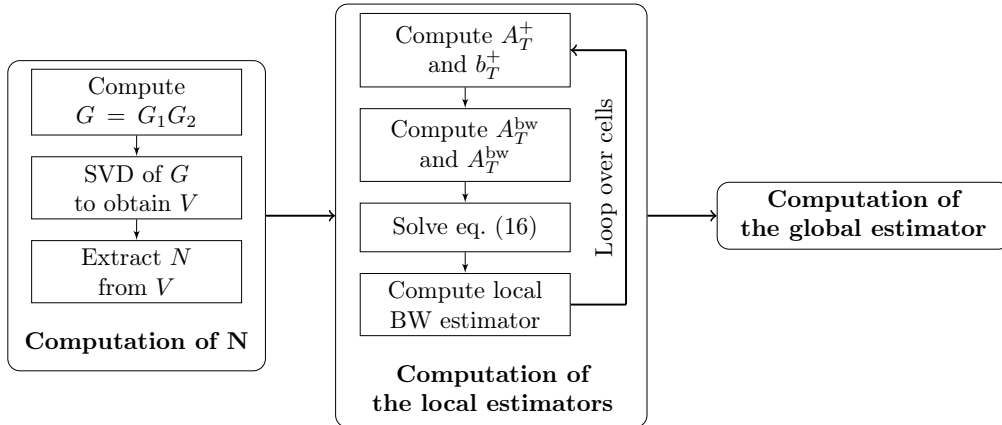 Compute
G = G₁G₂
SVD of G
to obtain V
Extract N
from V
Computation of N
Compute A_T^+
and b_T^+
Compute A_T^bw
and A_T^bw
Solve eq. (16)
Compute local
BW estimator
Loop over cells
Computation of
the local estimators
Computation of
the global estimator